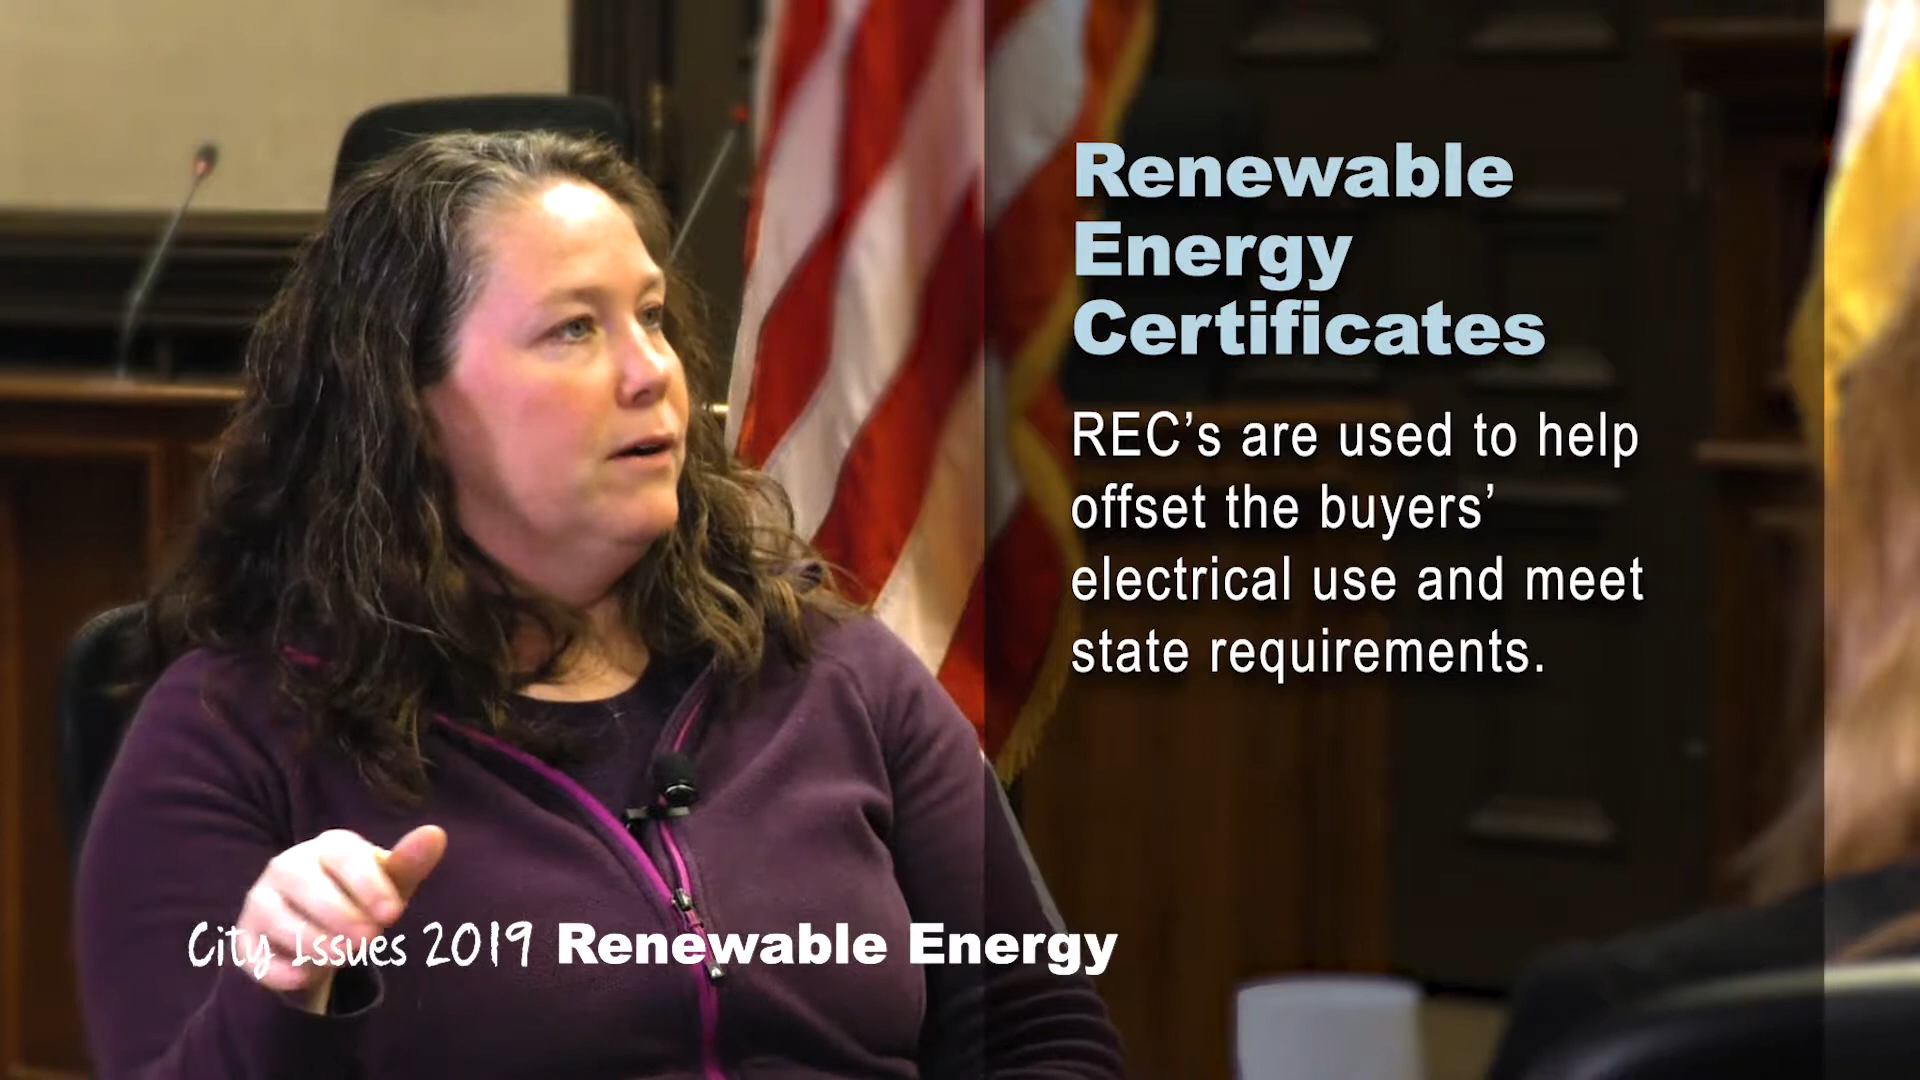 Renewable
Energy
Certificates
REC’s are used to help
offset the buyers’
electrical use and meet
state requirements.
City Issues 2019 Renewable Energy